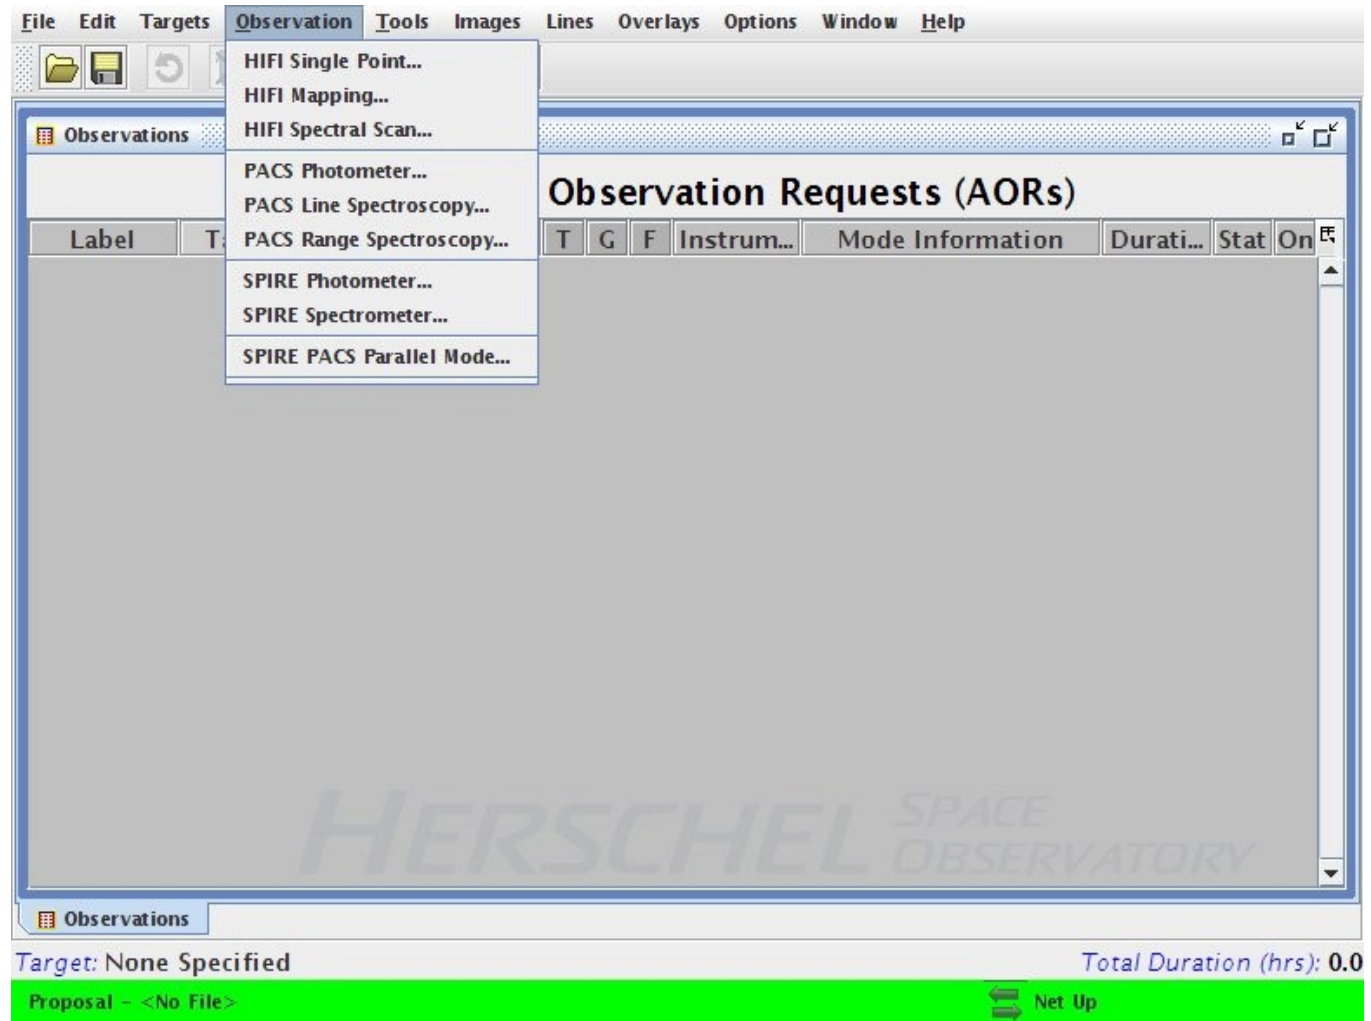 File Edit Targets Observation Tools Images Lines Overlays Options Window Help
HIFI Single Point...
HIFI Mapping...
HIFI Spectral Scan...
PACS Photometer...
PACS Line Spectroscopy...
PACS Range Spectroscopy...
SPIRE Photometer...
SPIRE Spectrometer...
SPIRE PACS Parallel Mode...
Observations
Observation Requests (AORs)
Label T G F Instrum... Mode Information Durati... Stat On
HERSCHEL SPACE OBSERVATORY
Observations
Target: None Specified Total Duration (hrs): 0.0
Proposal - <No File> Net Up